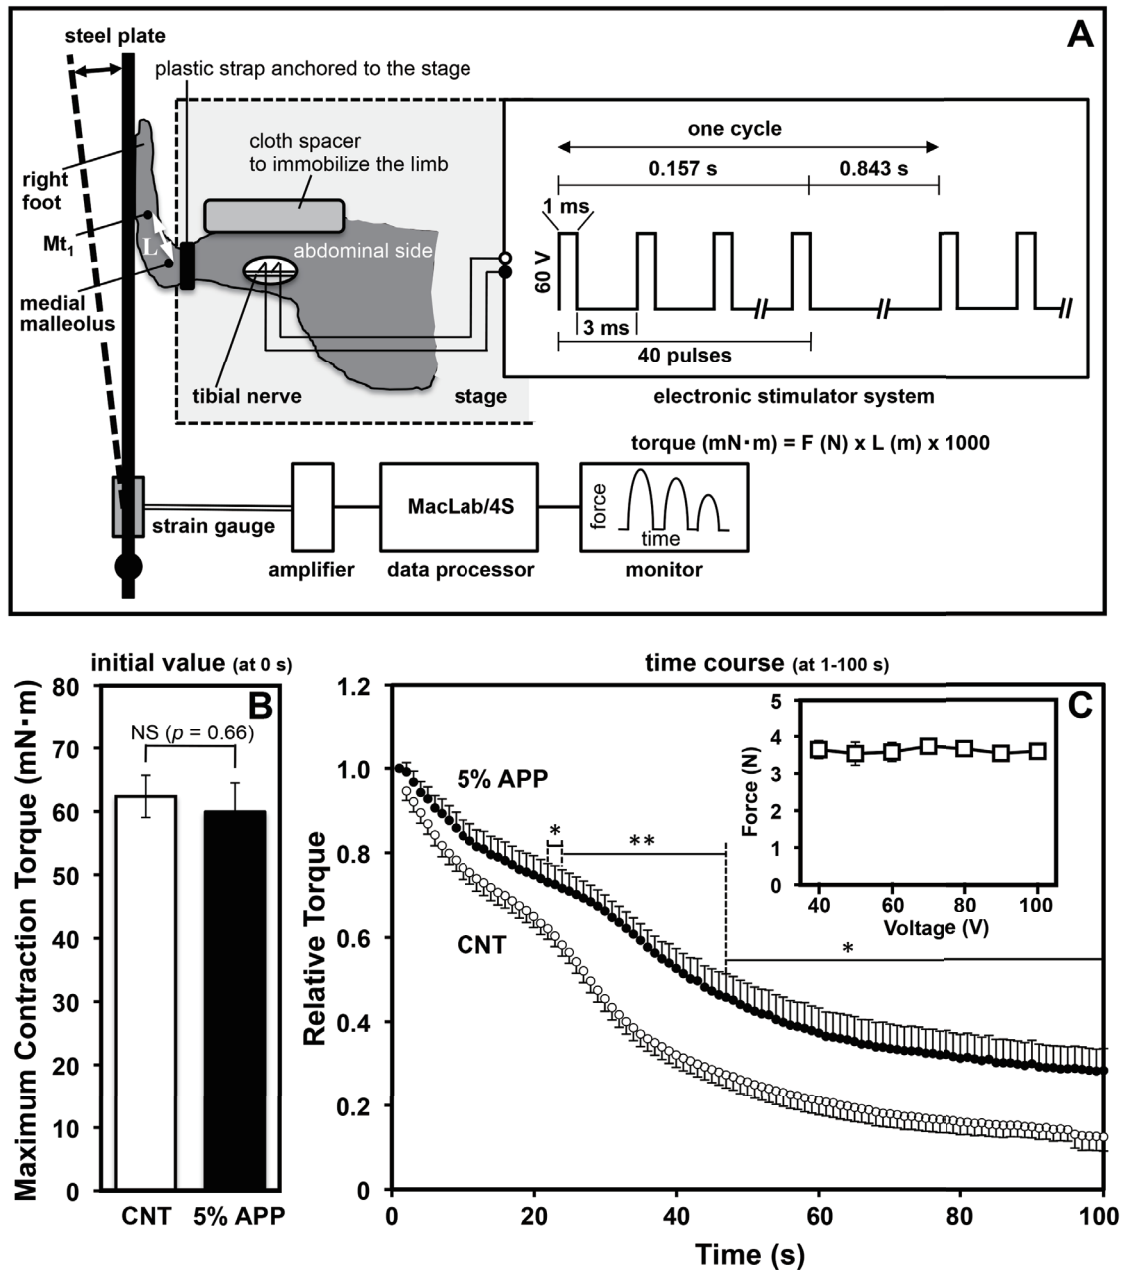 A
steel plate
plastic strap anchored to the stage
cloth spacer
to immobilize the limb
right
foot
Mt1
L
medial
malleolus
abdominal side
tibial nerve
stage
one cycle
0.157 s
0.843 s
1 ms
60 V
3 ms
40 pulses
electronic stimulator system
torque (mN·m) = F (N) x L (m) x 1000
strain gauge
amplifier
MacLab/4S
data processor
force
time
monitor
initial value (at 0 s)
B
Maximum Contraction Torque (mN·m)
80
70
60
50
40
30
20
10
0
NS (p = 0.66)
CNT
5% APP
time course (at 1-100 s)
C
Relative Torque
1.2
1.0
0.8
0.6
0.4
0.2
0
5% APP
CNT
*
**
*
Force (N)
5
4
3
2
1
0
40
60
80
100
Voltage (V)
0
20
40
60
80
100
Time (s)